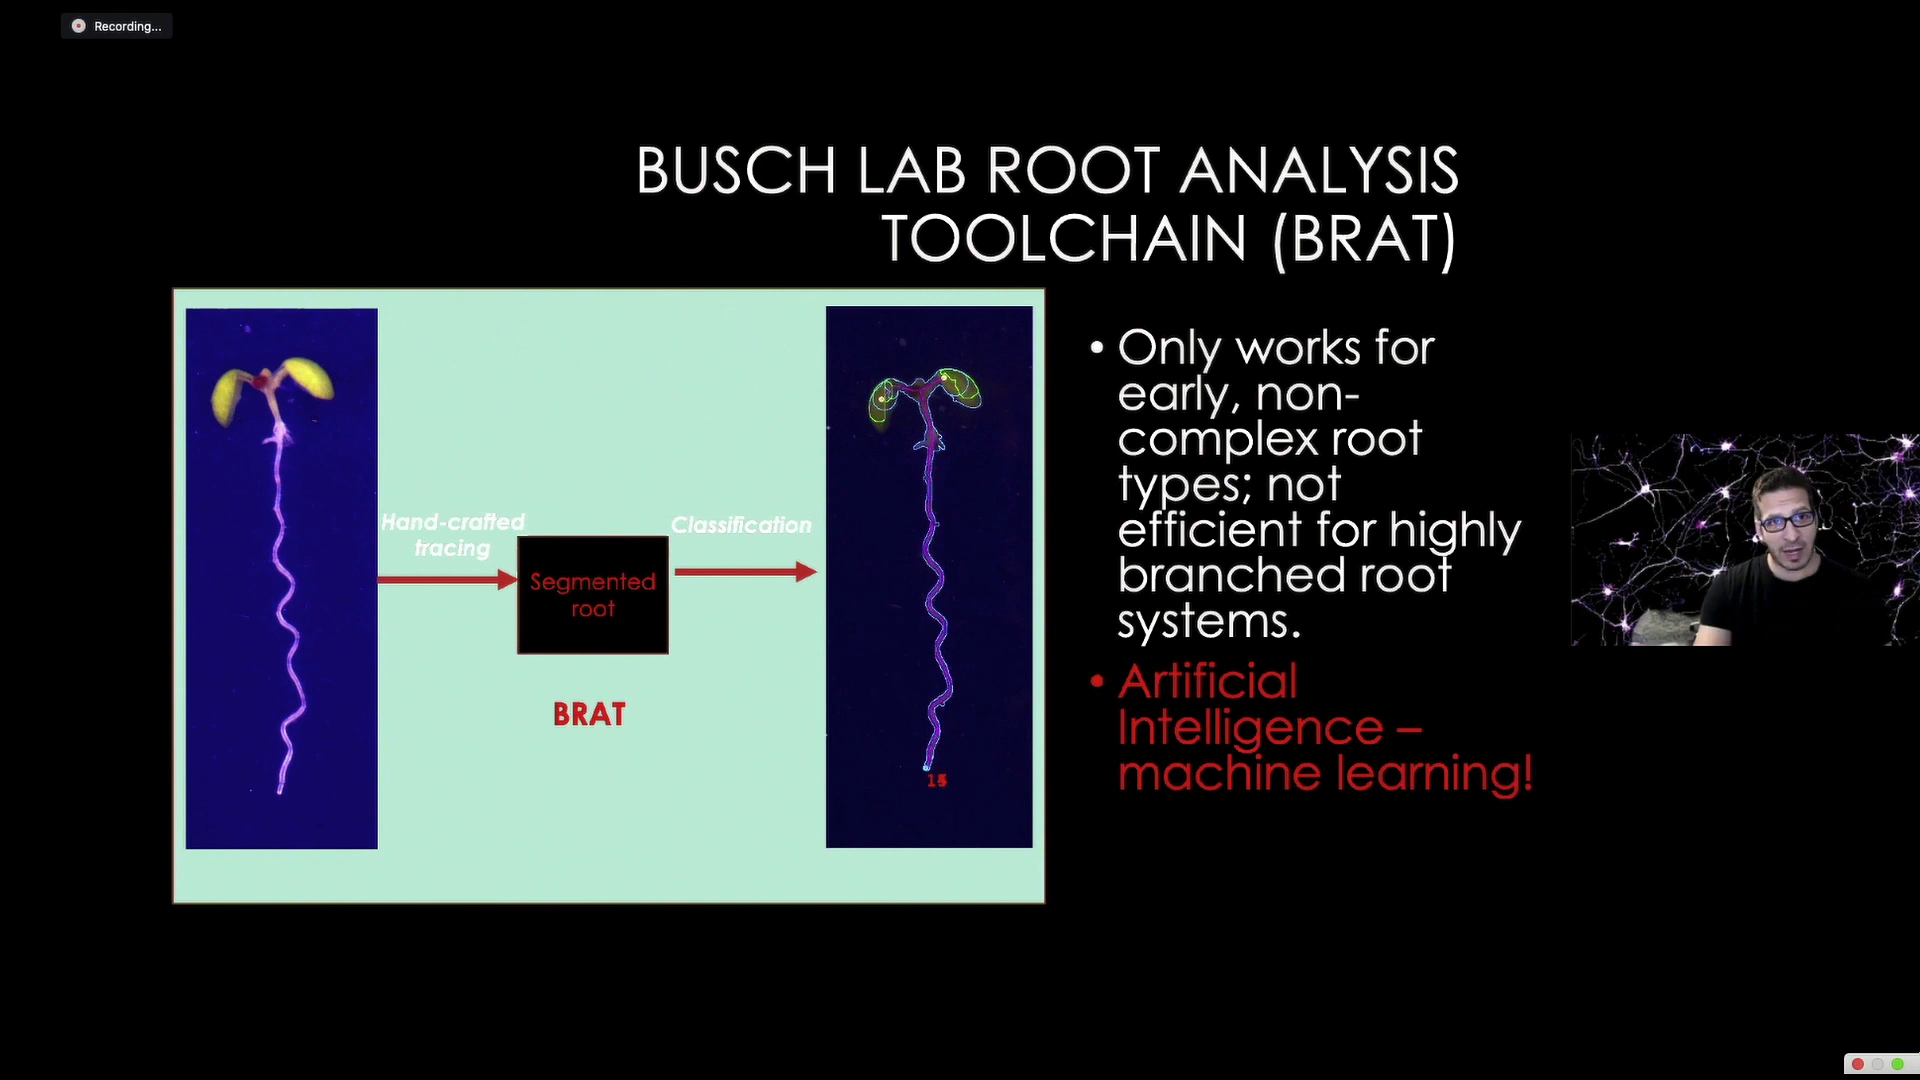 Recording...
BUSCH LAB ROOT ANALYSIS
TOOLCHAIN (BRAT)
Hand-crafted
tracing
Segmented
root
Classification
BRAT
15
• Only works for
early, non-
complex root
types; not
efficient for highly
branched root
systems.
• Artificial
Intelligence –
machine learning!